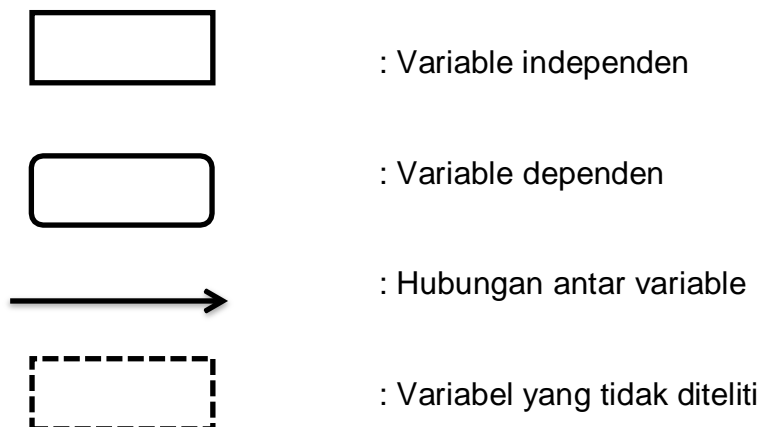 : Variable independen
: Variable dependen
: Hubungan antar variable
: Variabel yang tidak diteliti